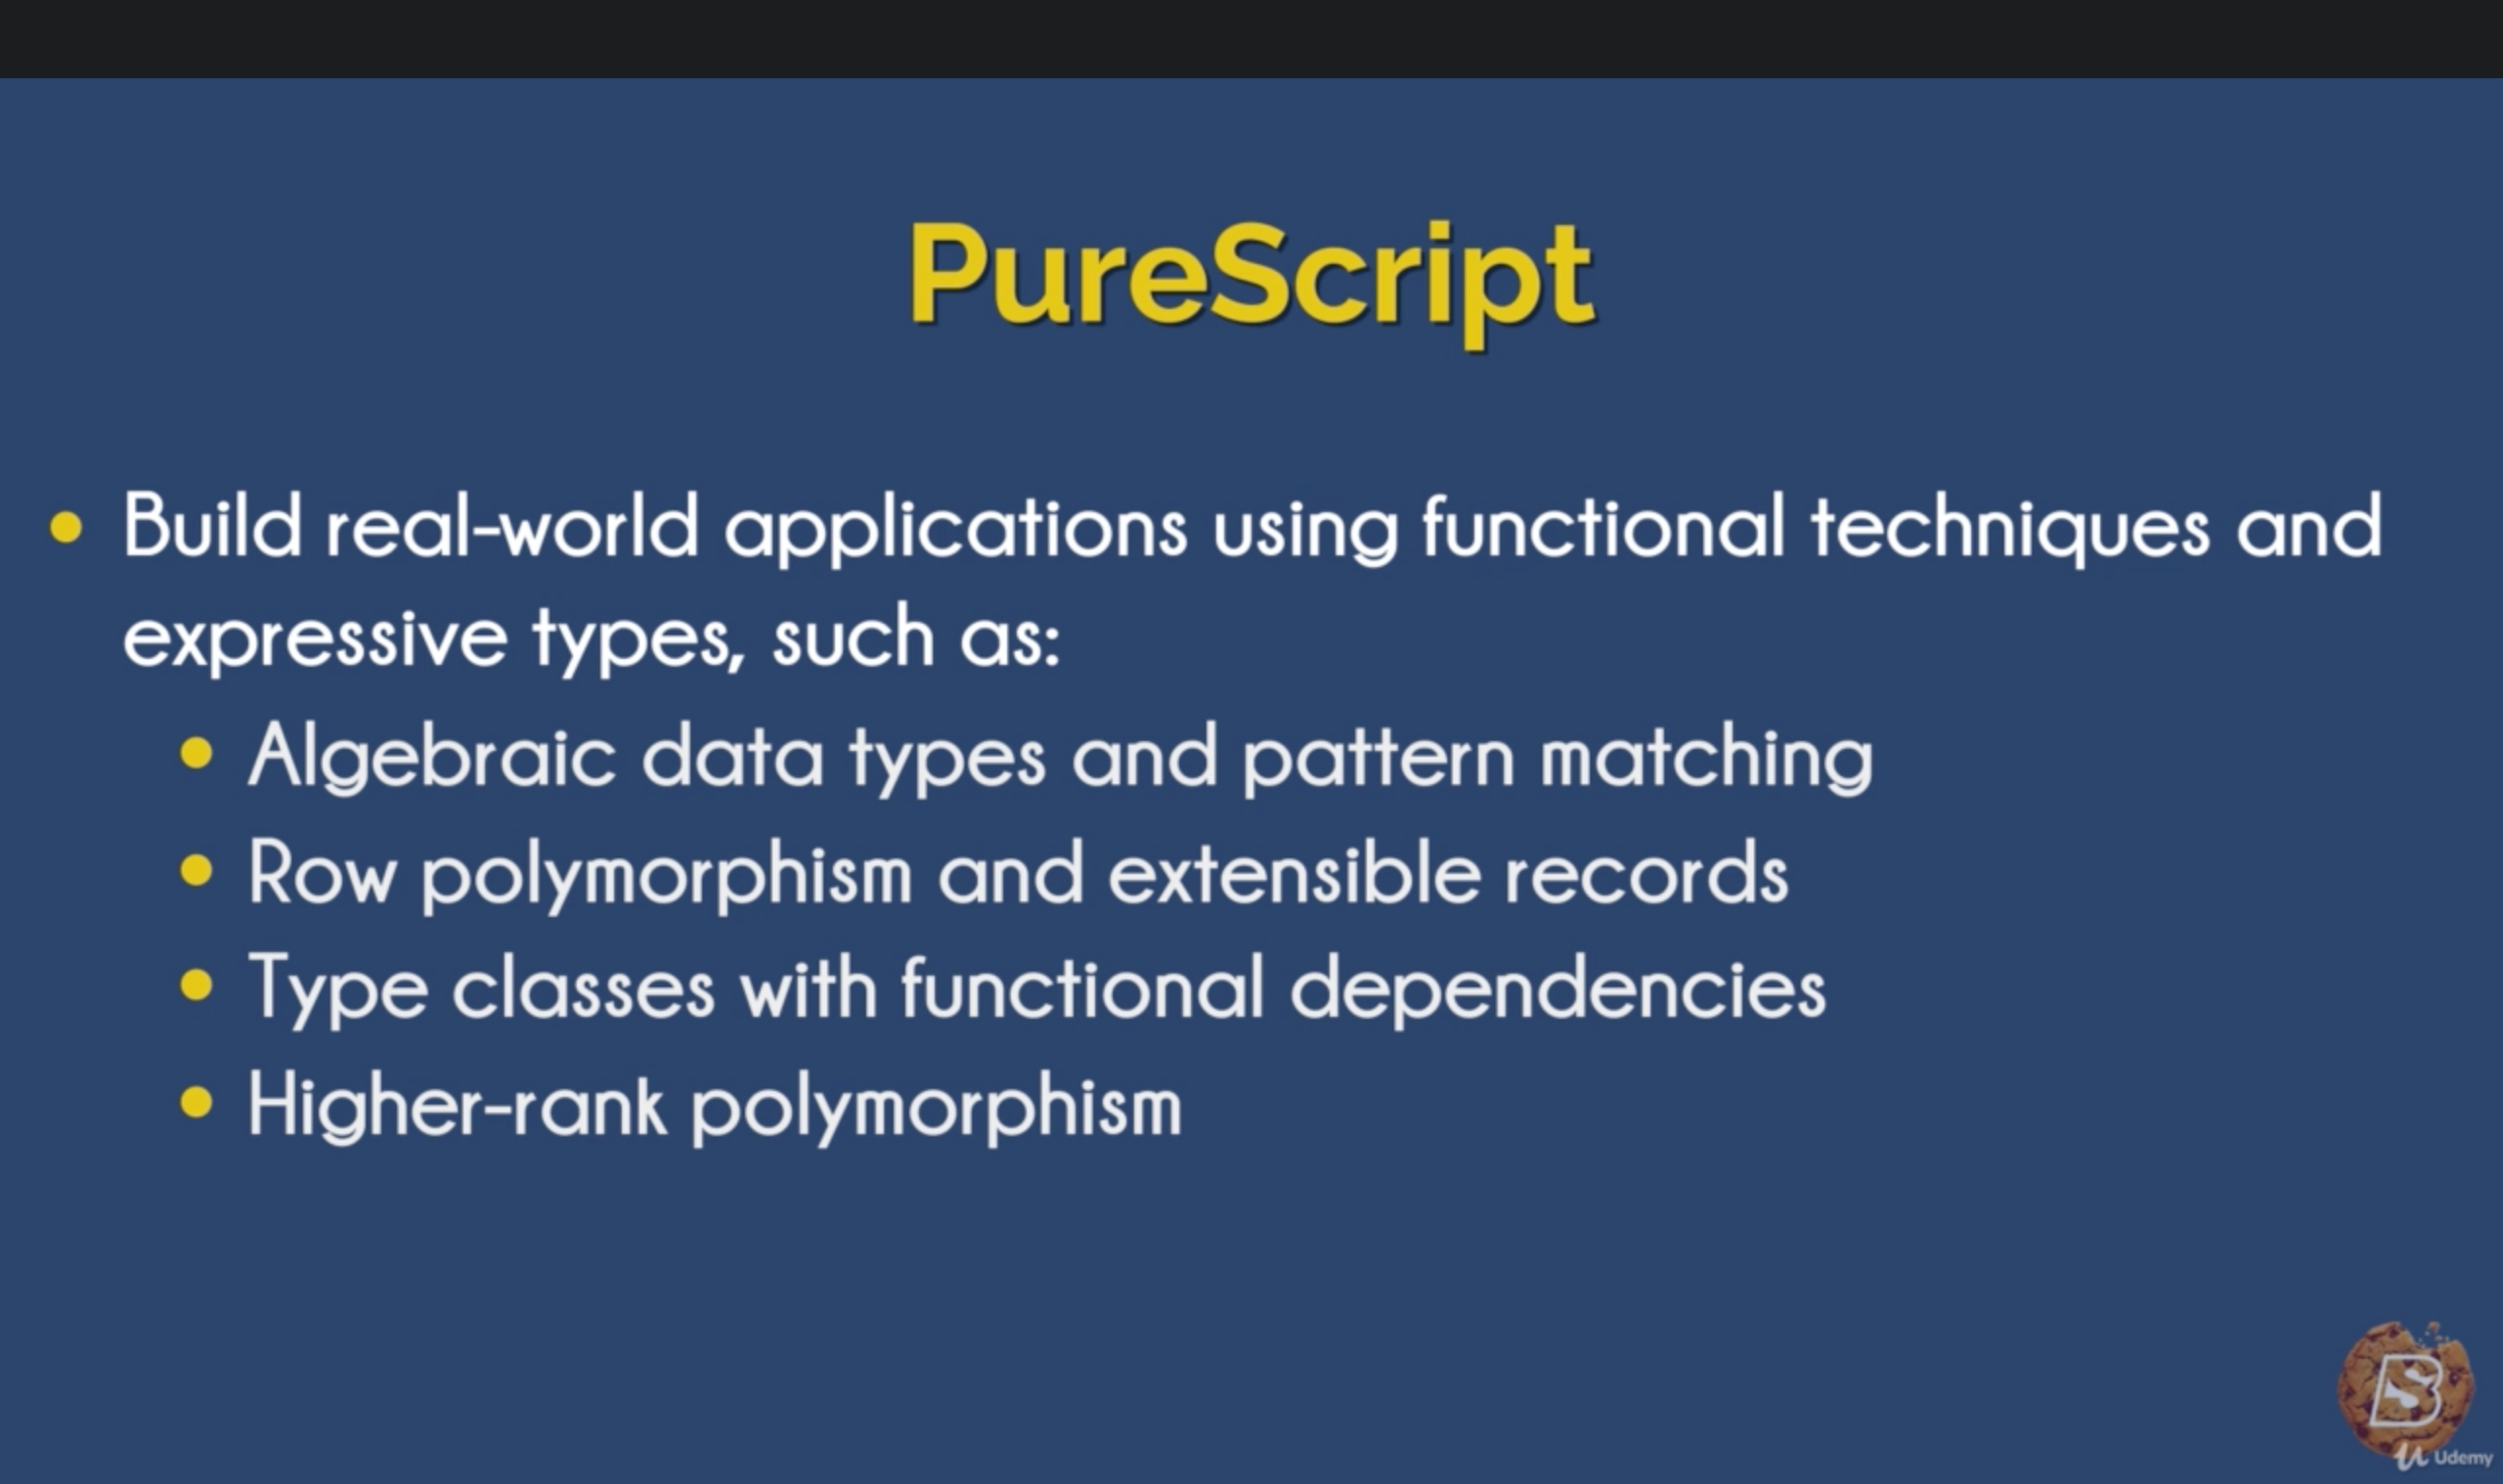 PureScript
Build real-world applications using functional techniques and
expressive types, such as:
Algebraic data types and pattern matching
Row polymorphism and extensible records
Type classes with functional dependencies
Higher-rank polymorphism
BS
Udemy